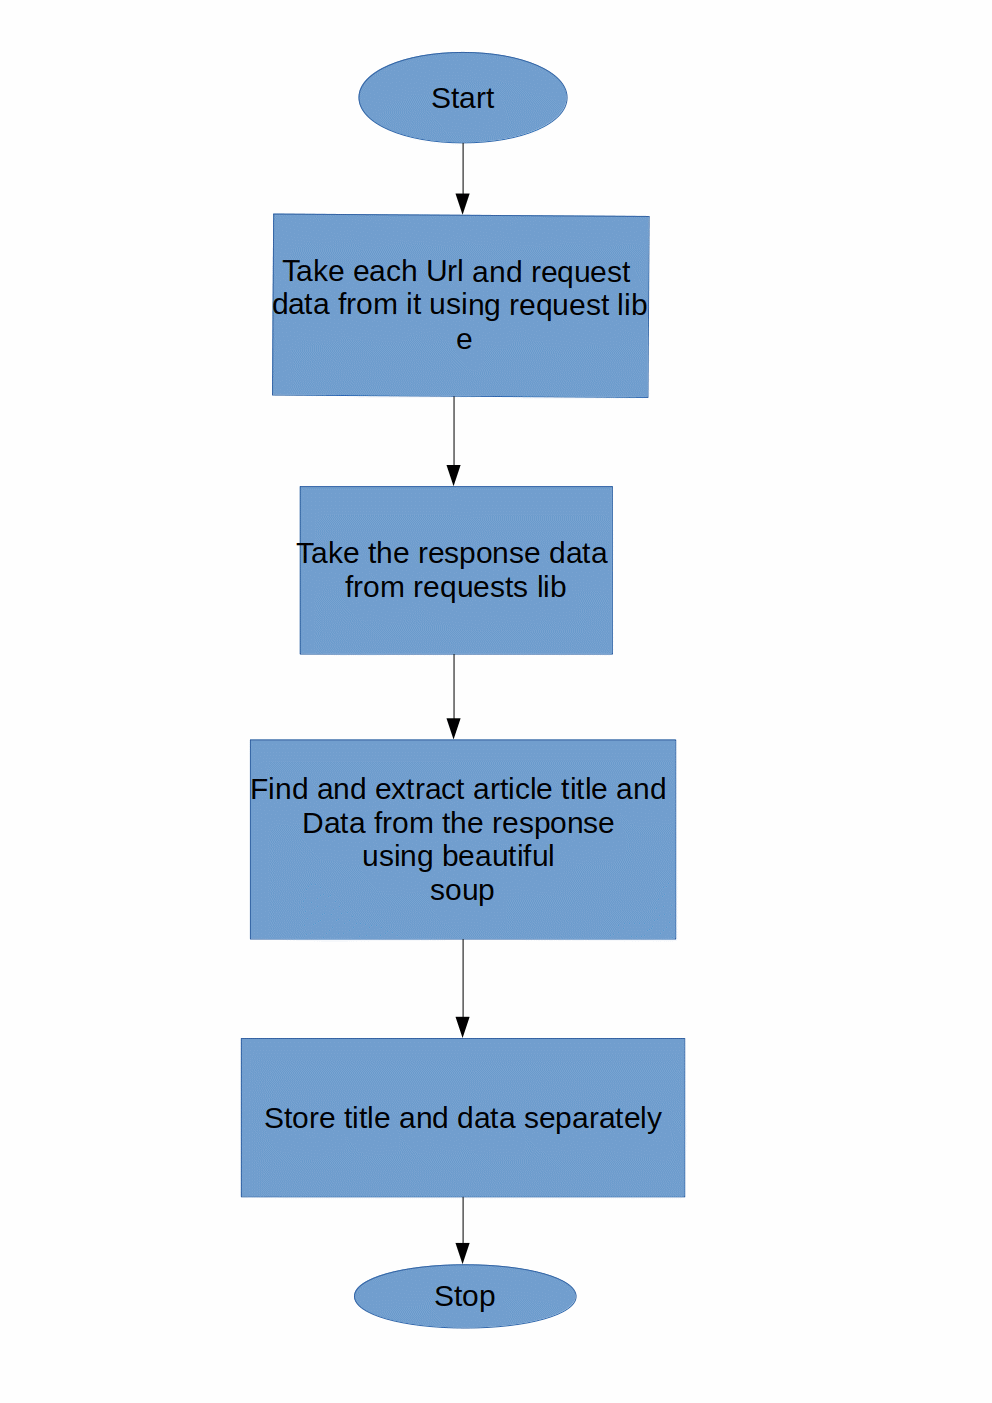 Start
Take each Url and request
data from it using request lib
e
Take the response data
from requests lib
Find and extract article title and
Data from the response
using beautiful
soup
Store title and data separately
Stop